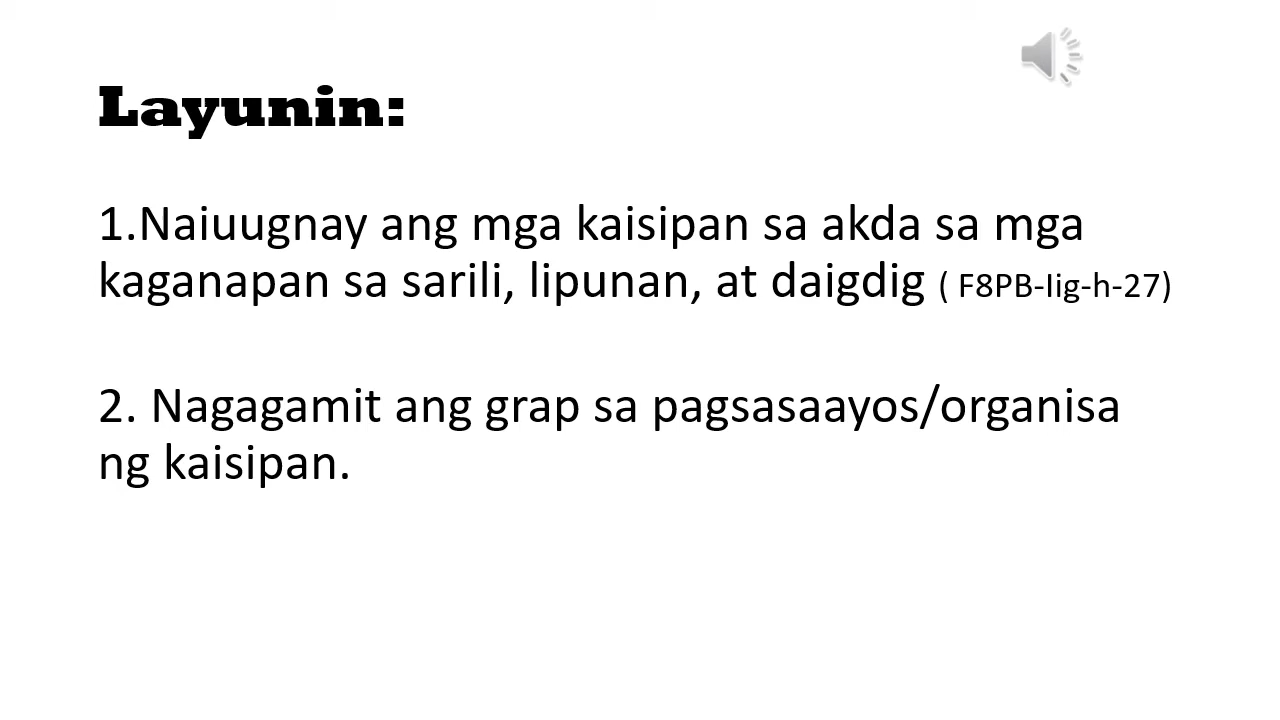 Layunin:
1.Naiuugnay ang mga kaisipan sa akda sa mga
kaganapan sa sarili, lipunan, at daigdig ( F8PB-Iig-h-27)
2. Nagagamit ang grap sa pagsasaayos/organisa
ng kaisipan.